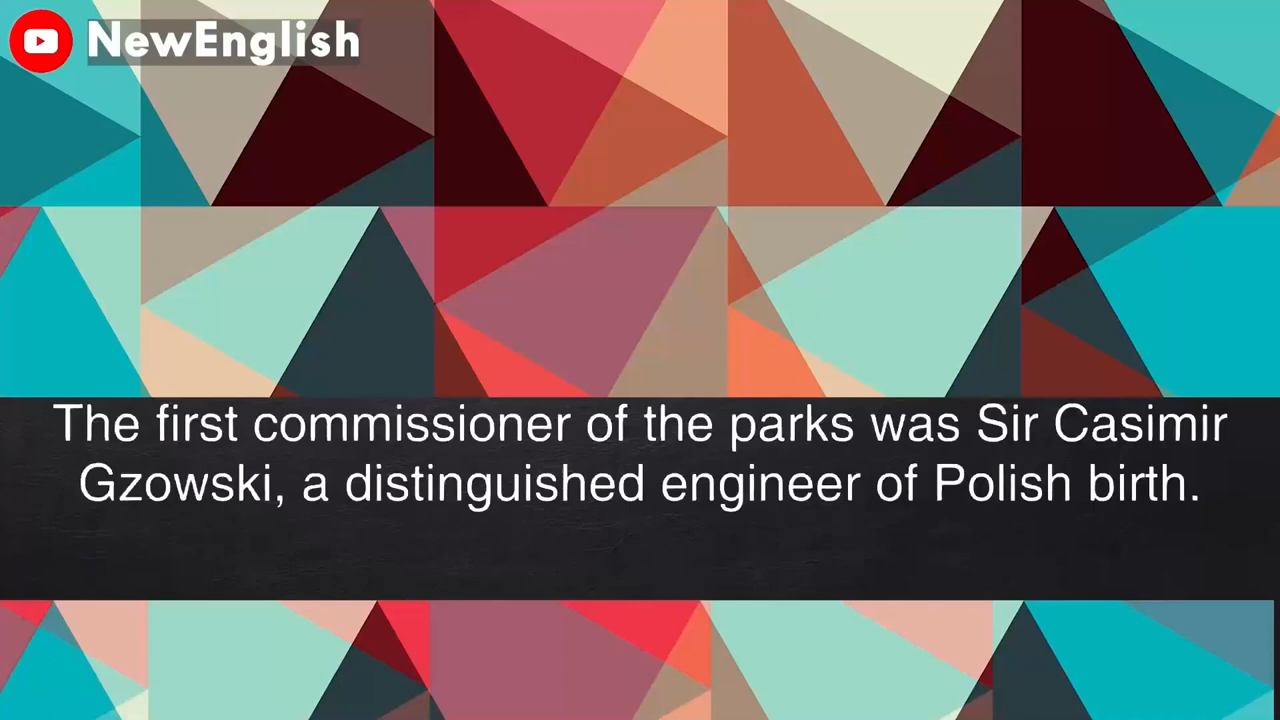 NewEnglish
The first commissioner of the parks was Sir Casimir
Gzowski, a distinguished engineer of Polish birth.